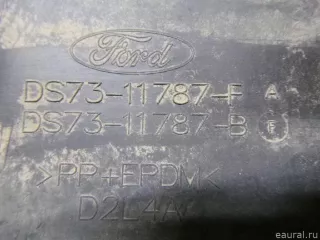 Ford
DS73-11787-F A
DS73-11787-B F
>PP+EPDM<
D2L4A
eaural.ru